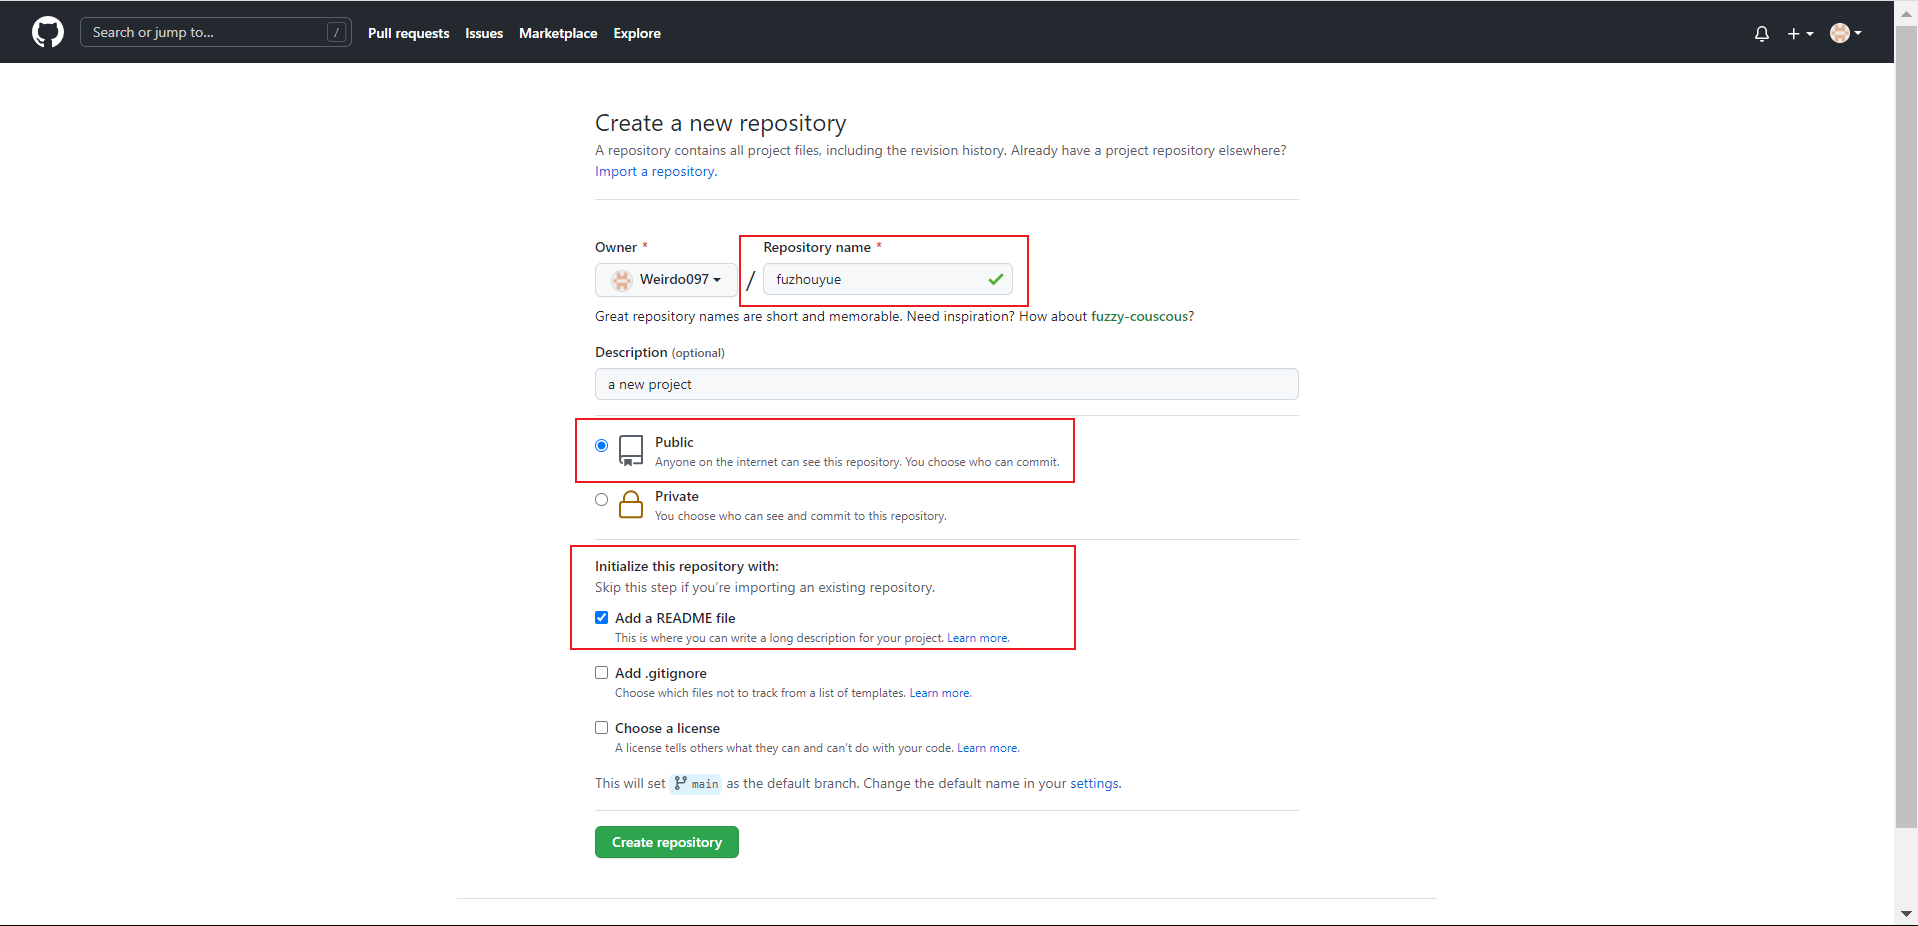 Search or jump to... / Pull requests Issues Marketplace Explore
Create a new repository
A repository contains all project files, including the revision history. Already have a project repository elsewhere?
Import a repository.
Owner * Repository name *
Weirdo097 / fuzhouyue
Great repository names are short and memorable. Need inspiration? How about fuzzy-couscous?
Description (optional)
a new project
Public
Anyone on the internet can see this repository. You choose who can commit.
Private
You choose who can see and commit to this repository.
Initialize this repository with:
Skip this step if you’re importing an existing repository.
Add a README file
This is where you can write a long description for your project. Learn more.
Add .gitignore
Choose which files not to track from a list of templates. Learn more.
Choose a license
A license tells others what they can and can't do with your code. Learn more.
This will set main as the default branch. Change the default name in your settings.
Create repository